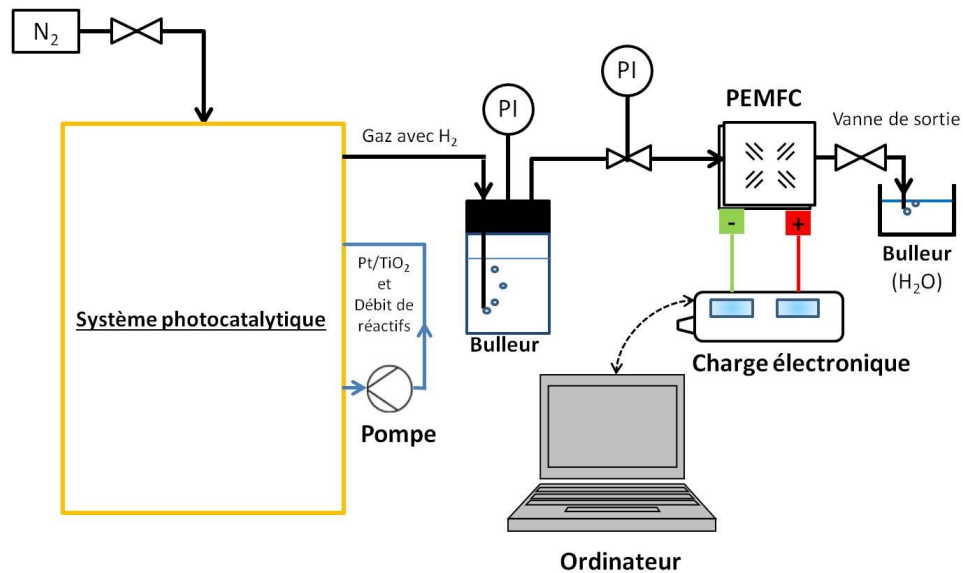 N₂
PI
PI
PEMFC
Vanne de sortie
Gaz avec H₂
Pt/TiO₂
et
Débit de
réactifs
Système photocatalytique
-
+
Bulleur
(H₂O)
Bulleur
Charge électronique
Pompe
Ordinateur